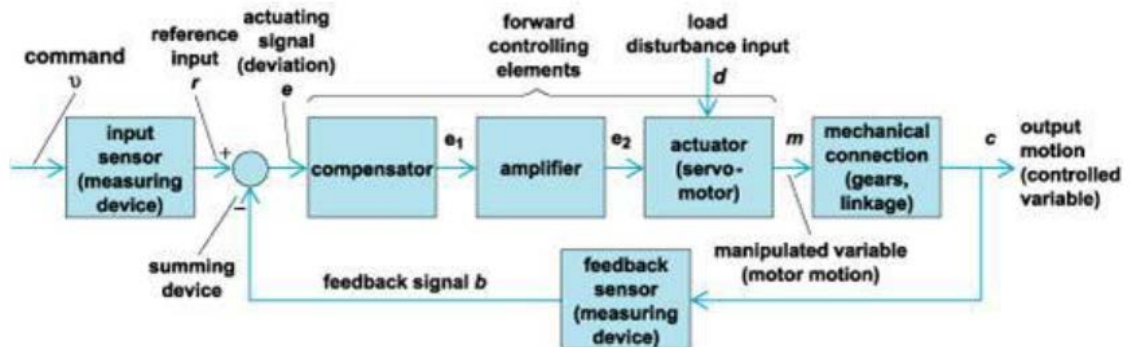 command
υ
reference
input
r
actuating
signal
(deviation)
e
forward
controlling
elements
load
disturbance input
d
input
sensor
(measuring
device)
+
−
summing
device
compensator
e1
amplifier
e2
actuator
(servo-
motor)
m
mechanical
connection
(gears,
linkage)
c
output
motion
(controlled
variable)
manipulated variable
(motor motion)
feedback signal b
feedback
sensor
(measuring
device)